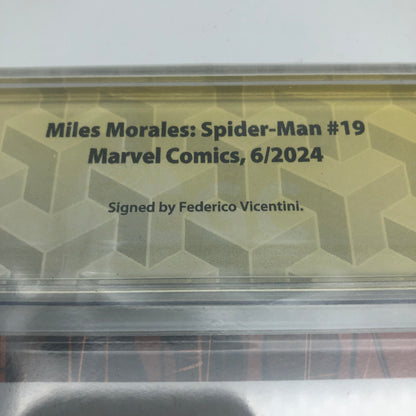 Miles Morales: Spider-Man #19
Marvel Comics, 6/2024
Signed by Federico Vicentini.